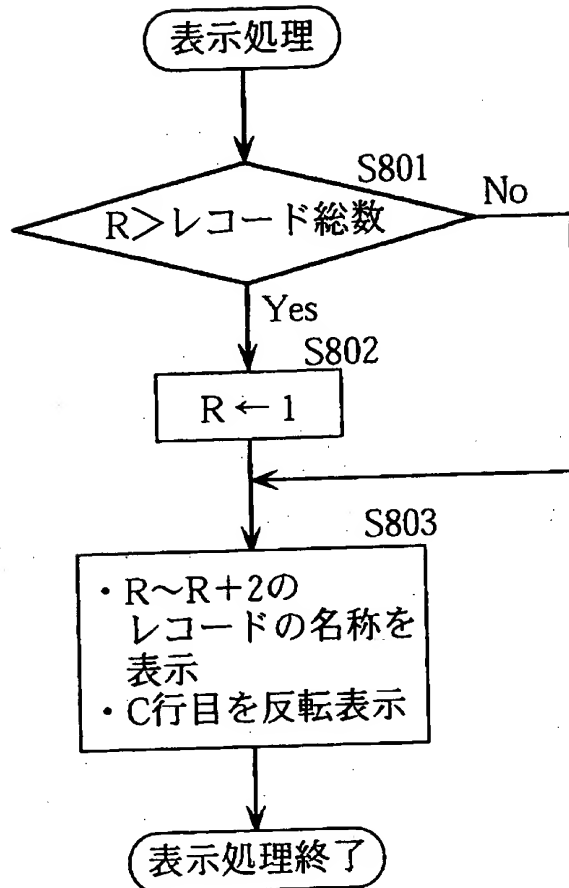 表示処理
S801
R＞レコード総数
No
Yes
S802
R←1
S803
・R～R＋2の
レコードの名称を
表示
・C行目を反転表示
表示処理終了